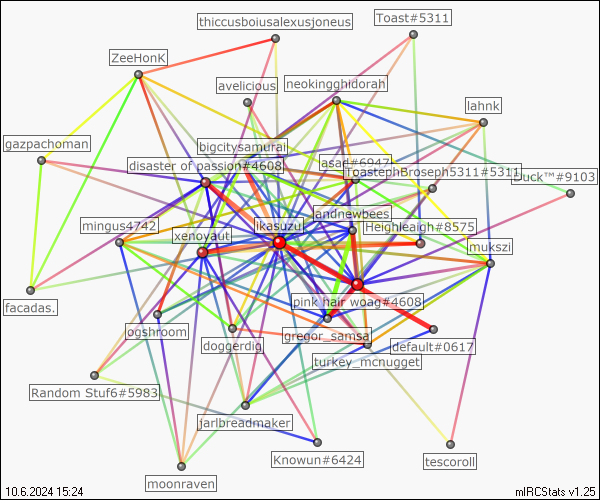 thiccusboiusalexusjoneus
Toast#5311
ZeeHonK
avelicious
neokingghidorah
lahnk
gazpachoman
bigcitysamurai
disaster of passion#4608
asad#6947
ToastephBroseph5311#5311
Duck™#9103
mingus4742
ikasuzu
landnewbees
Heighleaigh#8575
xenovaut
mukszi
facadas.
pink hair woag#4608
ogshroom
gregor_samsa
doggerdig
default#0617
turkey_mcnugget
Random Stuf6#5983
jarlbreadmaker
Knowun#6424
tescoroll
moonraven
10.6.2024 15:24
mIRCStats v1.25